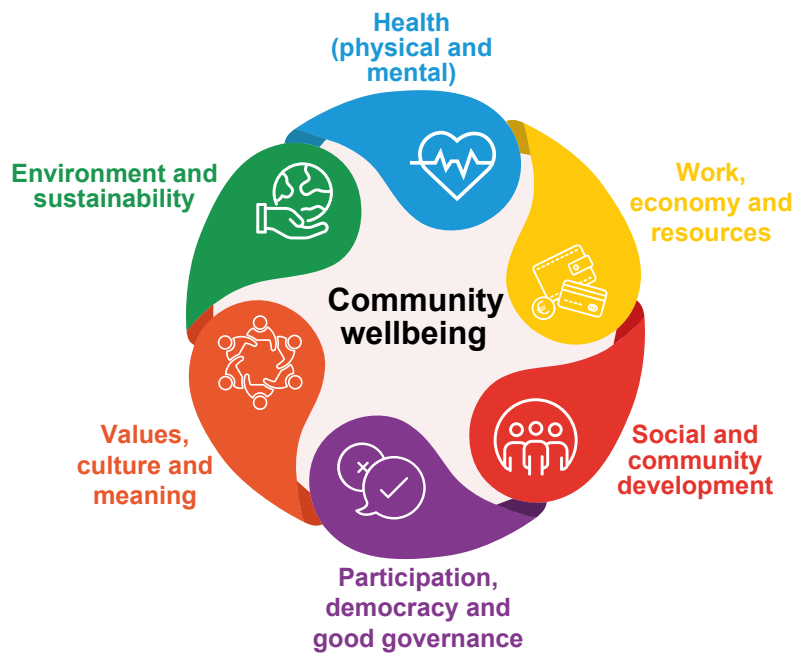 Health
(physical and
mental)
Environment and
sustainability
Work,
economy and
resources
Community
wellbeing
€
Values,
culture and
meaning
Social and
community
development
Participation,
democracy and
good governance